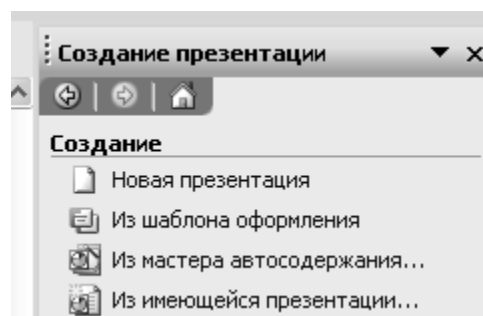 Создание презентации
Создание
Новая презентация
Из шаблона оформления
Из мастера автосодержания...
Из имеющейся презентации...